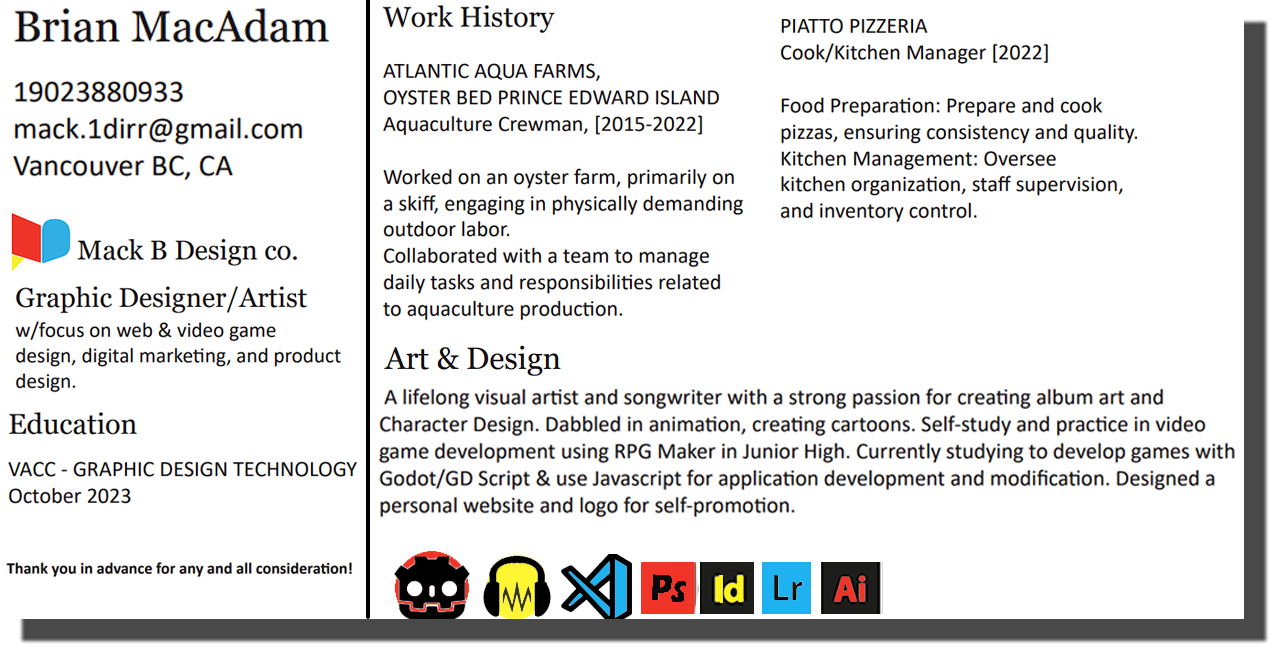 Brian MacAdam
19023880933
mack.1dirr@gmail.com
Vancouver BC, CA
Mack B Design co.
Graphic Designer/Artist
w/focus on web & video game
design, digital marketing, and product
design.
Education
VACC - GRAPHIC DESIGN TECHNOLOGY
October 2023
Thank you in advance for any and all consideration!
Work History
ATLANTIC AQUA FARMS,
OYSTER BED PRINCE EDWARD ISLAND
Aquaculture Crewman, [2015-2022]
Worked on an oyster farm, primarily on
a skiff, engaging in physically demanding
outdoor labor.
Collaborated with a team to manage
daily tasks and responsibilities related
to aquaculture production.
PIATTO PIZZERIA
Cook/Kitchen Manager [2022]
Food Preparation: Prepare and cook
pizzas, ensuring consistency and quality.
Kitchen Management: Oversee
kitchen organization, staff supervision,
and inventory control.
Art & Design
A lifelong visual artist and songwriter with a strong passion for creating album art and
Character Design. Dabbled in animation, creating cartoons. Self-study and practice in video
game development using RPG Maker in Junior High. Currently studying to develop games with
Godot/GD Script & use Javascript for application development and modification. Designed a
personal website and logo for self-promotion.
Ps Id Lr Ai